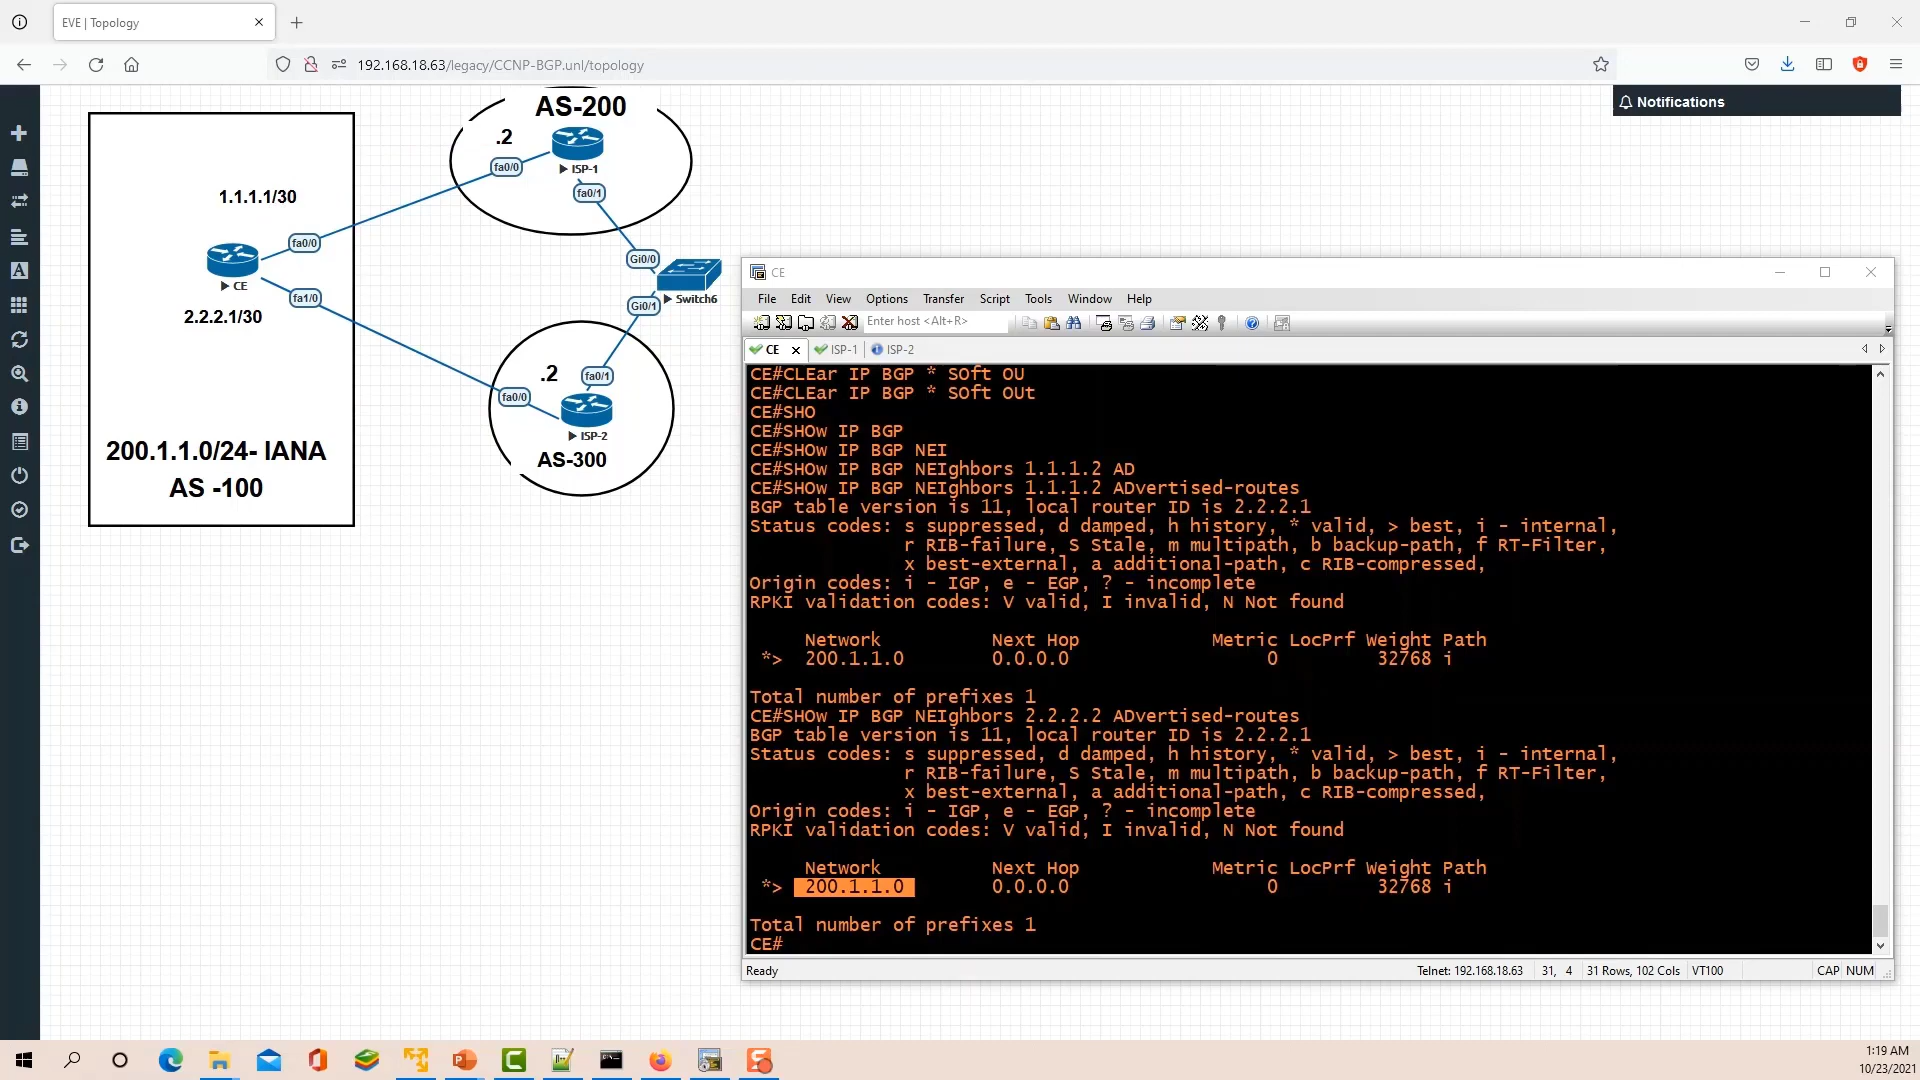 EVE | Topology
192.168.18.63/legacy/CCNP-BGP.unl/topology
Notifications
AS-200
.2
fa0/0
ISP-1
fa0/1
1.1.1.1/30
fa0/0
CE
fa1/0
2.2.2.1/30
Gi0/0
Switch6
Gi0/1
.2
fa0/1
fa0/0
ISP-2
AS-300
200.1.1.0/24- IANA
AS -100
CE
File Edit View Options Transfer Script Tools Window Help
Enter host <Alt+R>
CE ISP-1 ISP-2
CE#CLEar IP BGP * SOft OU
CE#CLEar IP BGP * SOft OUt
CE#SHO
CE#SHOw IP BGP
CE#SHOw IP BGP NEI
CE#SHOw IP BGP NEIghbors 1.1.1.2 AD
CE#SHOw IP BGP NEIghbors 1.1.1.2 ADvertised-routes
BGP table version is 11, local router ID is 2.2.2.1
Status codes: s suppressed, d damped, h history, * valid, > best, i - internal,
r RIB-failure, S Stale, m multipath, b backup-path, f RT-Filter,
x best-external, a additional-path, c RIB-compressed,
Origin codes: i - IGP, e - EGP, ? - incomplete
RPKI validation codes: V valid, I invalid, N Not found
Network Next Hop Metric LocPrf Weight Path
*> 200.1.1.0 0.0.0.0 0 32768 i
Total number of prefixes 1
CE#SHOw IP BGP NEIghbors 2.2.2.2 ADvertised-routes
BGP table version is 11, local router ID is 2.2.2.1
Status codes: s suppressed, d damped, h history, * valid, > best, i - internal,
r RIB-failure, S Stale, m multipath, b backup-path, f RT-Filter,
x best-external, a additional-path, c RIB-compressed,
Origin codes: i - IGP, e - EGP, ? - incomplete
RPKI validation codes: V valid, I invalid, N Not found
Network Next Hop Metric LocPrf Weight Path
*> 200.1.1.0 0.0.0.0 0 32768 i
Total number of prefixes 1
CE#
Ready Telnet: 192.168.18.63 31, 4 31 Rows, 102 Cols VT100 CAP NUM
1:19 AM
10/23/2021